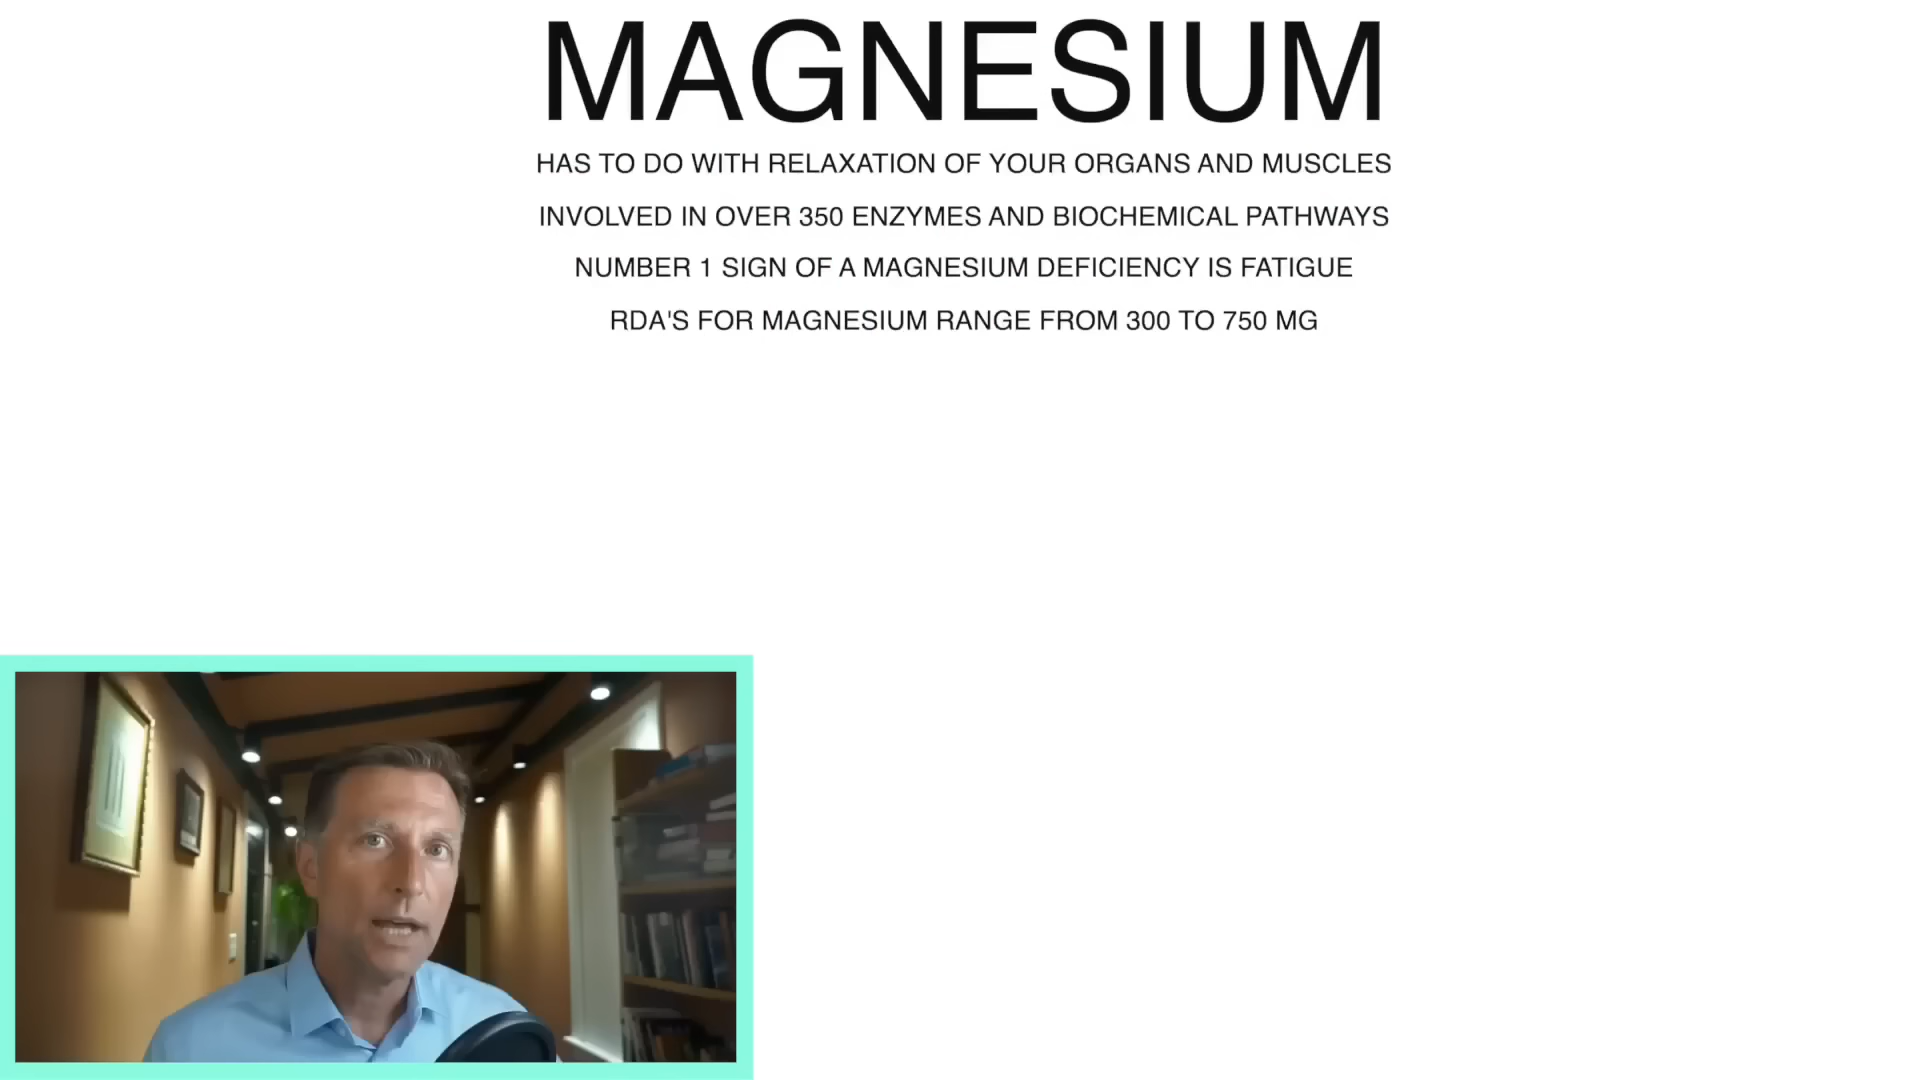 MAGNESIUM
HAS TO DO WITH RELAXATION OF YOUR ORGANS AND MUSCLES
INVOLVED IN OVER 350 ENZYMES AND BIOCHEMICAL PATHWAYS
NUMBER 1 SIGN OF A MAGNESIUM DEFICIENCY IS FATIGUE
RDA'S FOR MAGNESIUM RANGE FROM 300 TO 750 MG